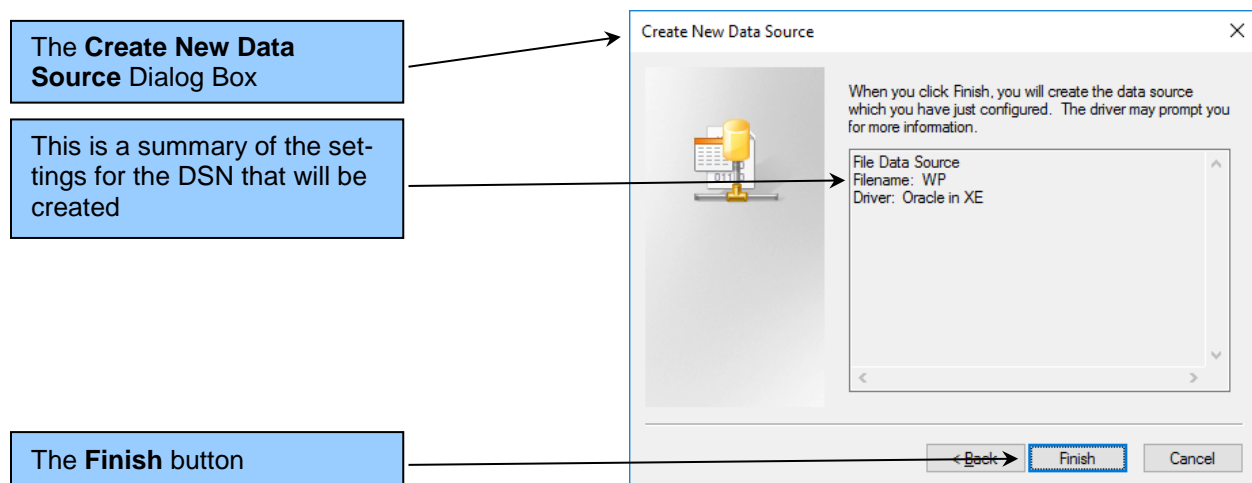 The Create New Data
Source Dialog Box
This is a summary of the set-
tings for the DSN that will be
created
The Finish button
Create New Data Source
When you click Finish, you will create the data source
which you have just configured. The driver may prompt you
for more information.
File Data Source
Filename: WP
Driver: Oracle in XE
< Back
Finish
Cancel